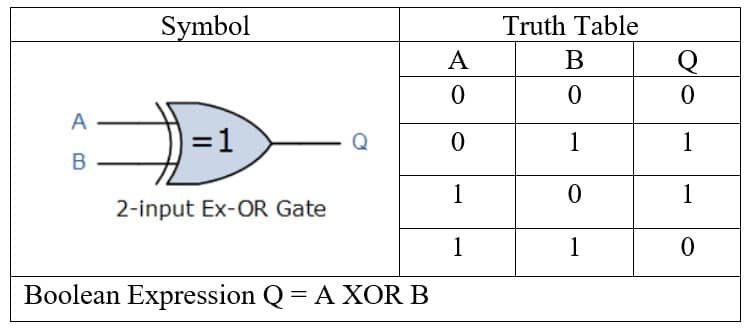 Symbol
Truth Table
A B Q
0 0 0
0 1 1
1 0 1
1 1 0
A
B
=1
Q
2-input Ex-OR Gate
Boolean Expression Q = A XOR B